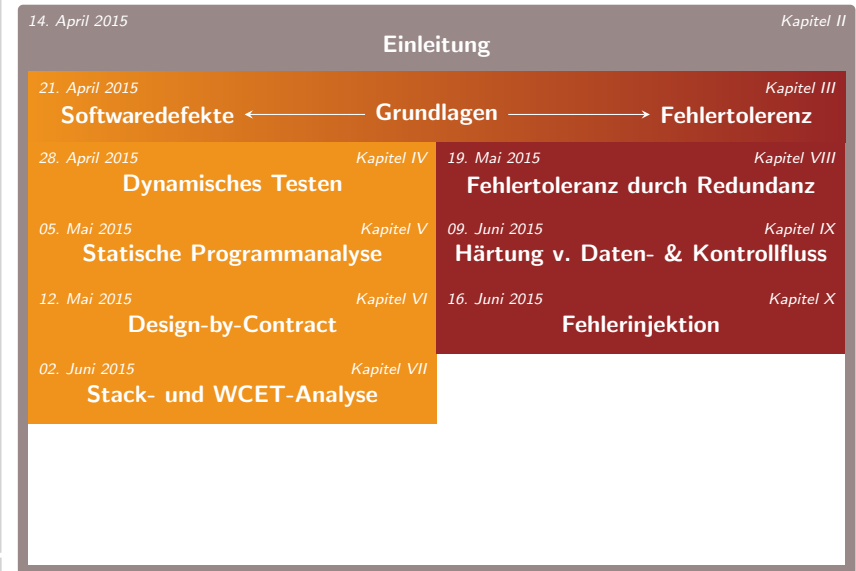 14. April 2015 Kapitel II
Einleitung
21. April 2015 Kapitel III
Softwaredefekte Grundlagen Fehlertolerenz
28. April 2015 Kapitel IV
Dynamisches Testen
05. Mai 2015 Kapitel V
Statische Programmanalyse
12. Mai 2015 Kapitel VI
Design-by-Contract
02. Juni 2015 Kapitel VII
Stack- und WCET-Analyse
19. Mai 2015 Kapitel VIII
Fehlertoleranz durch Redundanz
09. Juni 2015 Kapitel IX
Härtung v. Daten- & Kontrollfluss
16. Juni 2015 Kapitel X
Fehlerinjektion